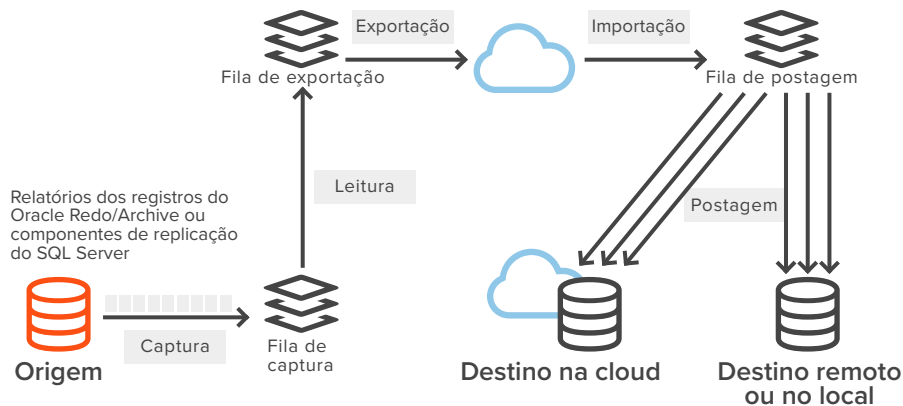 Exportação
Importação
Fila de exportação
Fila de postagem
Leitura
Relatórios dos registros do
Oracle Redo/Archive ou
componentes de replicação
do SQL Server
Postagem
Captura
Fila de
captura
Origem
Destino na cloud
Destino remoto
ou no local